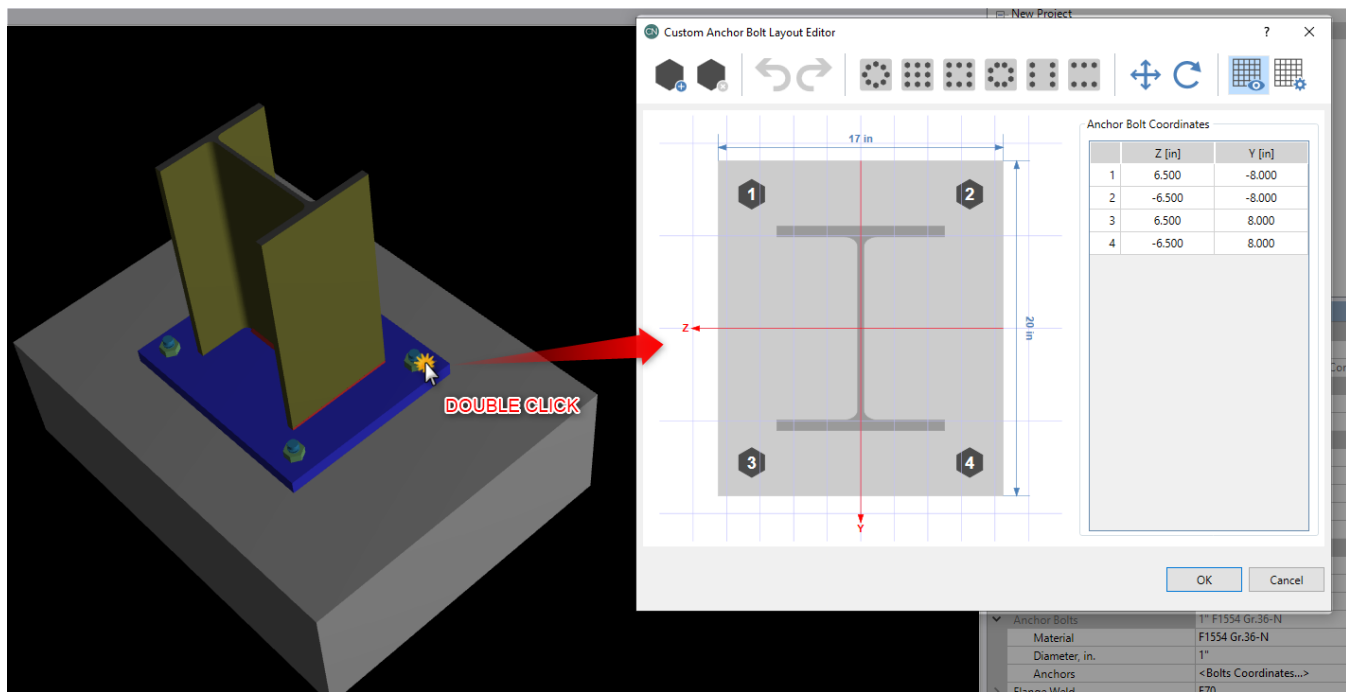 New Project
CN Custom Anchor Bolt Layout Editor
? ×
Anchor Bolt Coordinates
17 in
Z [in] Y [in]
1 6.500 -8.000
2 -6.500 -8.000
3 6.500 8.000
4 -6.500 8.000
1 2
Z
20 in
3 4
Y
DOUBLE CLICK
Cor
OK Cancel
Anchor Bolts 1" F1554 Gr.36-N
Material F1554 Gr.36-N
Diameter, in. 1"
Anchors <Bolts Coordinates...>
Flange Weld E70